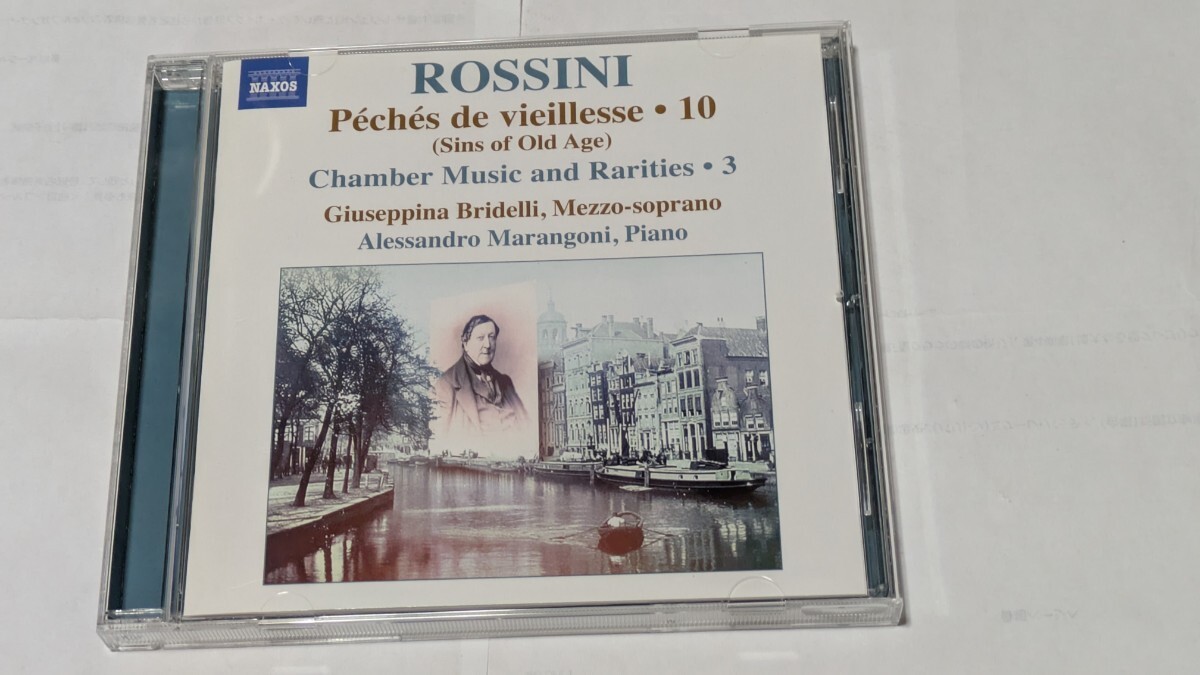 NAXOS
ROSSINI
Péchés de vieillesse • 10
(Sins of Old Age)
Chamber Music and Rarities • 3
Giuseppina Bridelli, Mezzo-soprano
Alessandro Marangoni, Piano